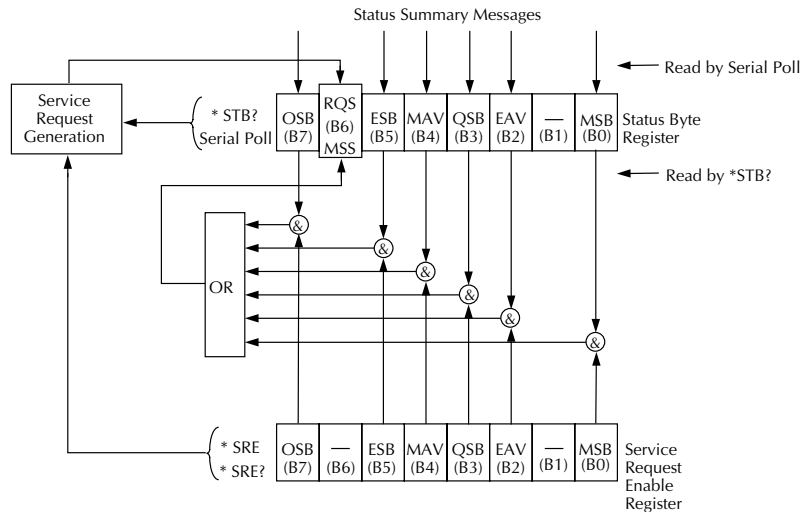 Status Summary Messages
Read by Serial Poll
Service
Request
Generation
* STB?
Serial Poll
OSB
(B7)
RQS
(B6)
MSS
ESB
(B5)
MAV
(B4)
QSB
(B3)
EAV
(B2)
—
(B1)
MSB
(B0)
Status Byte
Register
Read by *STB?
OR
&
&
&
&
&
&
* SRE
* SRE?
OSB
(B7)
—
(B6)
ESB
(B5)
MAV
(B4)
QSB
(B3)
EAV
(B2)
—
(B1)
MSB
(B0)
Service
Request
Enable
Register